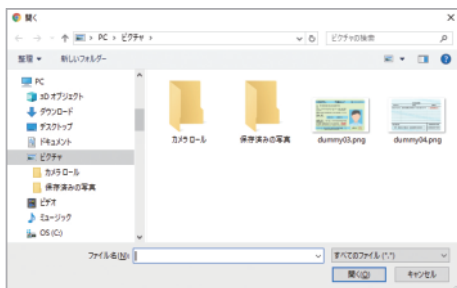 開く
PC > ピクチャ >
ピクチャの検索
整理 ▼ 新しいフォルダー
PC
3D オブジェクト
ダウンロード
デスクトップ
ドキュメント
ピクチャ
カメラロール
保存済みの写真
ビデオ
ミュージック
OS (C:)
カメラロール
保存済みの写真
dummy03.png
dummy04.png
ファイル名(N):
すべてのファイル (*.*)
開く(O)
キャンセル